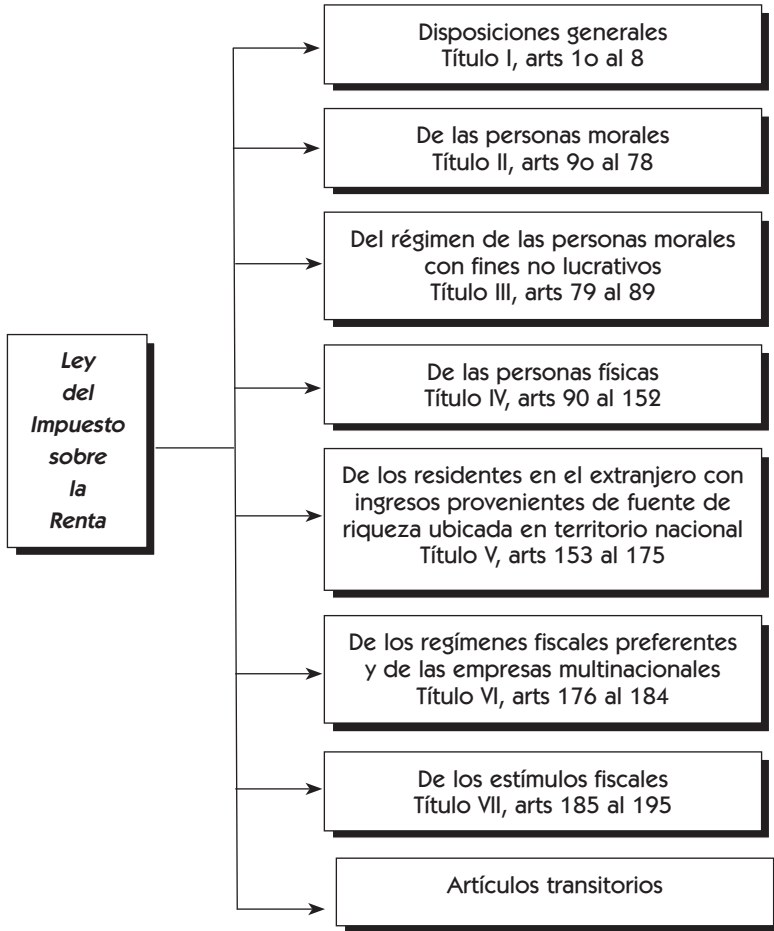 Disposiciones generales
Título I, arts 1o al 8
De las personas morales
Título II, arts 9o al 78
Del régimen de las personas morales
con fines no lucrativos
Título III, arts 79 al 89
Ley
del
Impuesto
sobre
la
Renta
De las personas físicas
Título IV, arts 90 al 152
De los residentes en el extranjero con
ingresos provenientes de fuente de
riqueza ubicada en territorio nacional
Título V, arts 153 al 175
De los regímenes fiscales preferentes
y de las empresas multinacionales
Título VI, arts 176 al 184
De los estímulos fiscales
Título VII, arts 185 al 195
Artículos transitorios